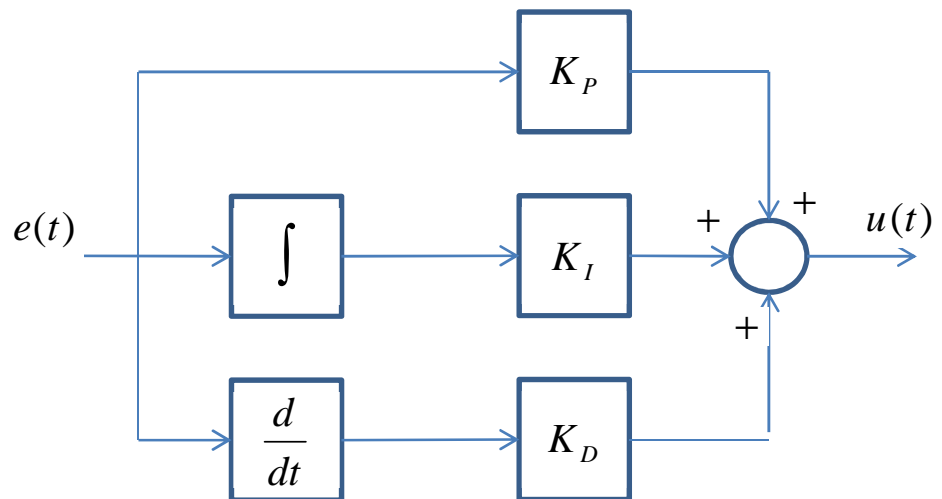 K_P
+
+
e(t)
∫
K_I
u(t)
+
d/dt
K_D